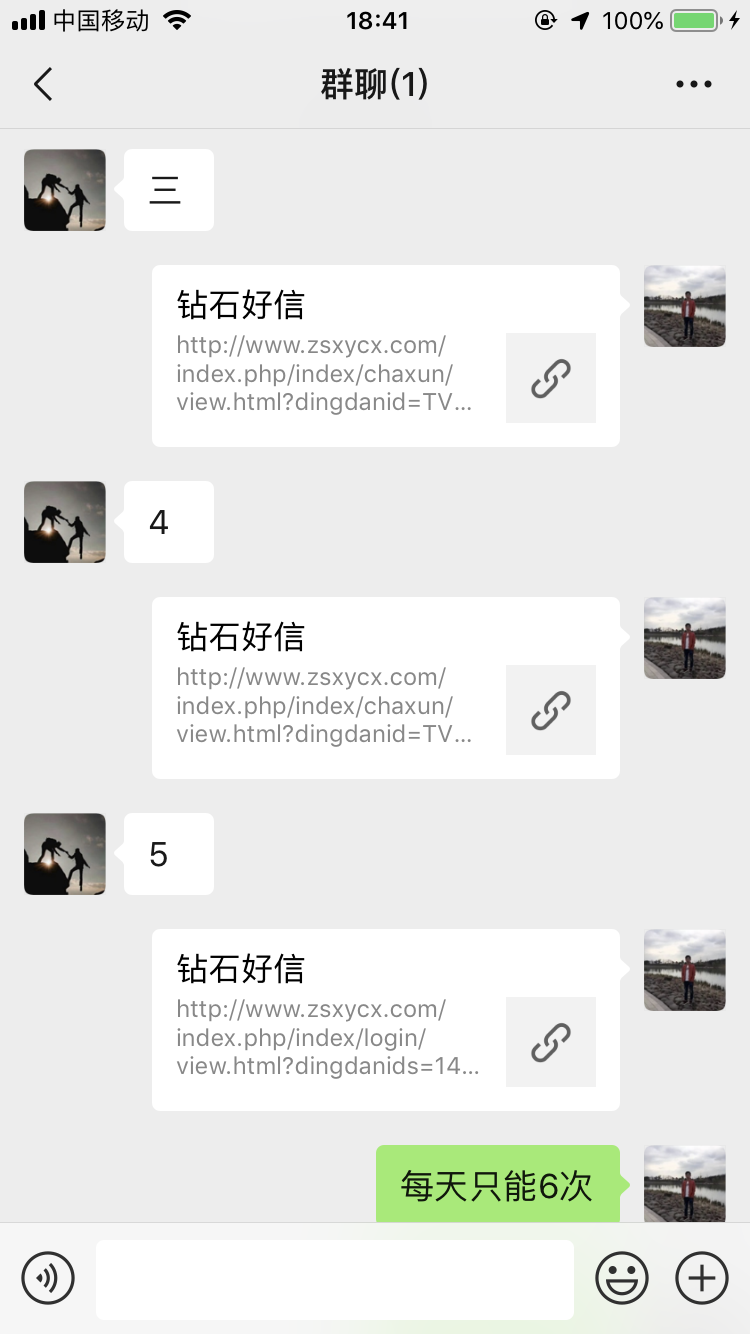 中国移动 18:41 100%
群聊(1)
三
钻石好信
http://www.zsxycx.com/
index.php/index/chaxun/
view.html?dingdanid=TV...
4
钻石好信
http://www.zsxycx.com/
index.php/index/chaxun/
view.html?dingdanid=TV...
5
钻石好信
http://www.zsxycx.com/
index.php/index/login/
view.html?dingdanids=14...
每天只能6次